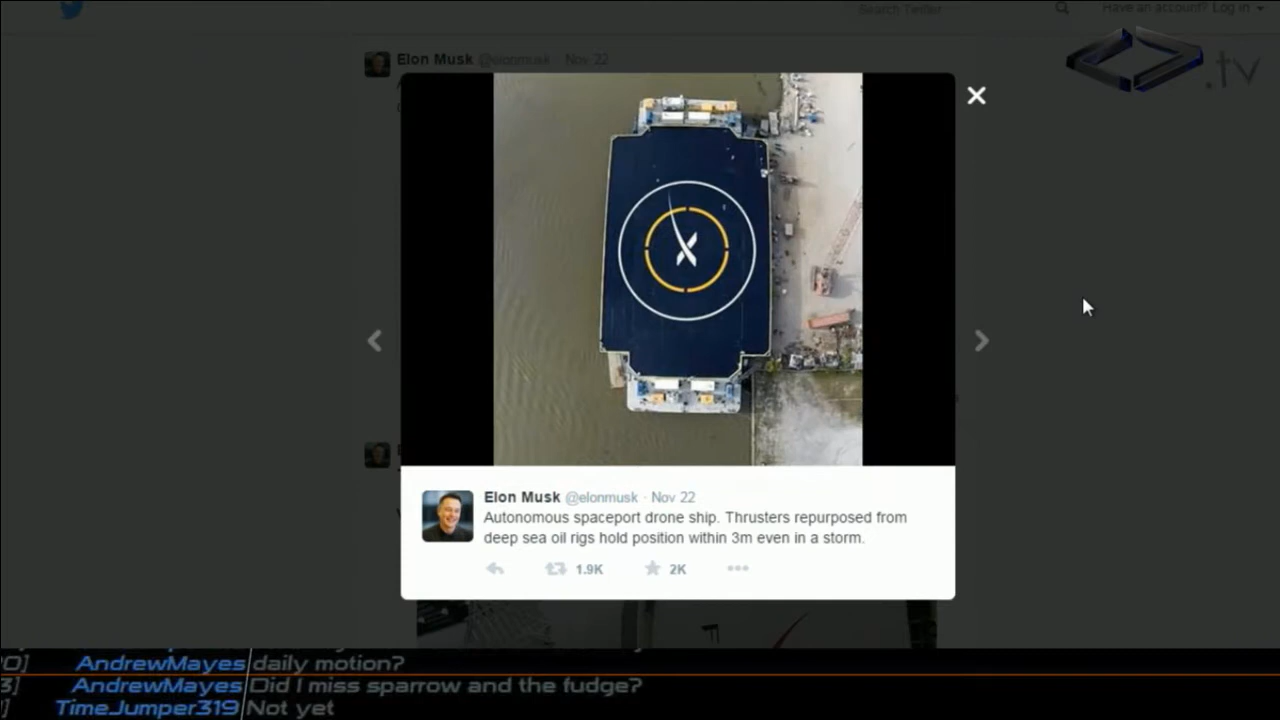 Search Twitter
Have an account? Log in
Elon Musk @elonmusk · Nov 22
.tv
Elon Musk @elonmusk · Nov 22
Autonomous spaceport drone ship. Thrusters repurposed from
deep sea oil rigs hold position within 3m even in a storm.
1.9K 2K
AndrewMayes daily motion?
3] AndrewMayes Did I miss sparrow and the fudge?
TimeJumper319 Not yet